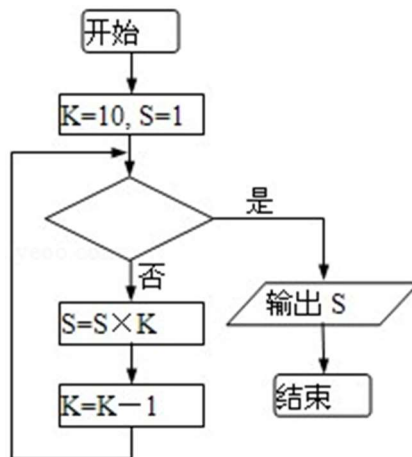 开始
K=10, S=1
是
否
S=S×K
输出 S
K=K－1
结束